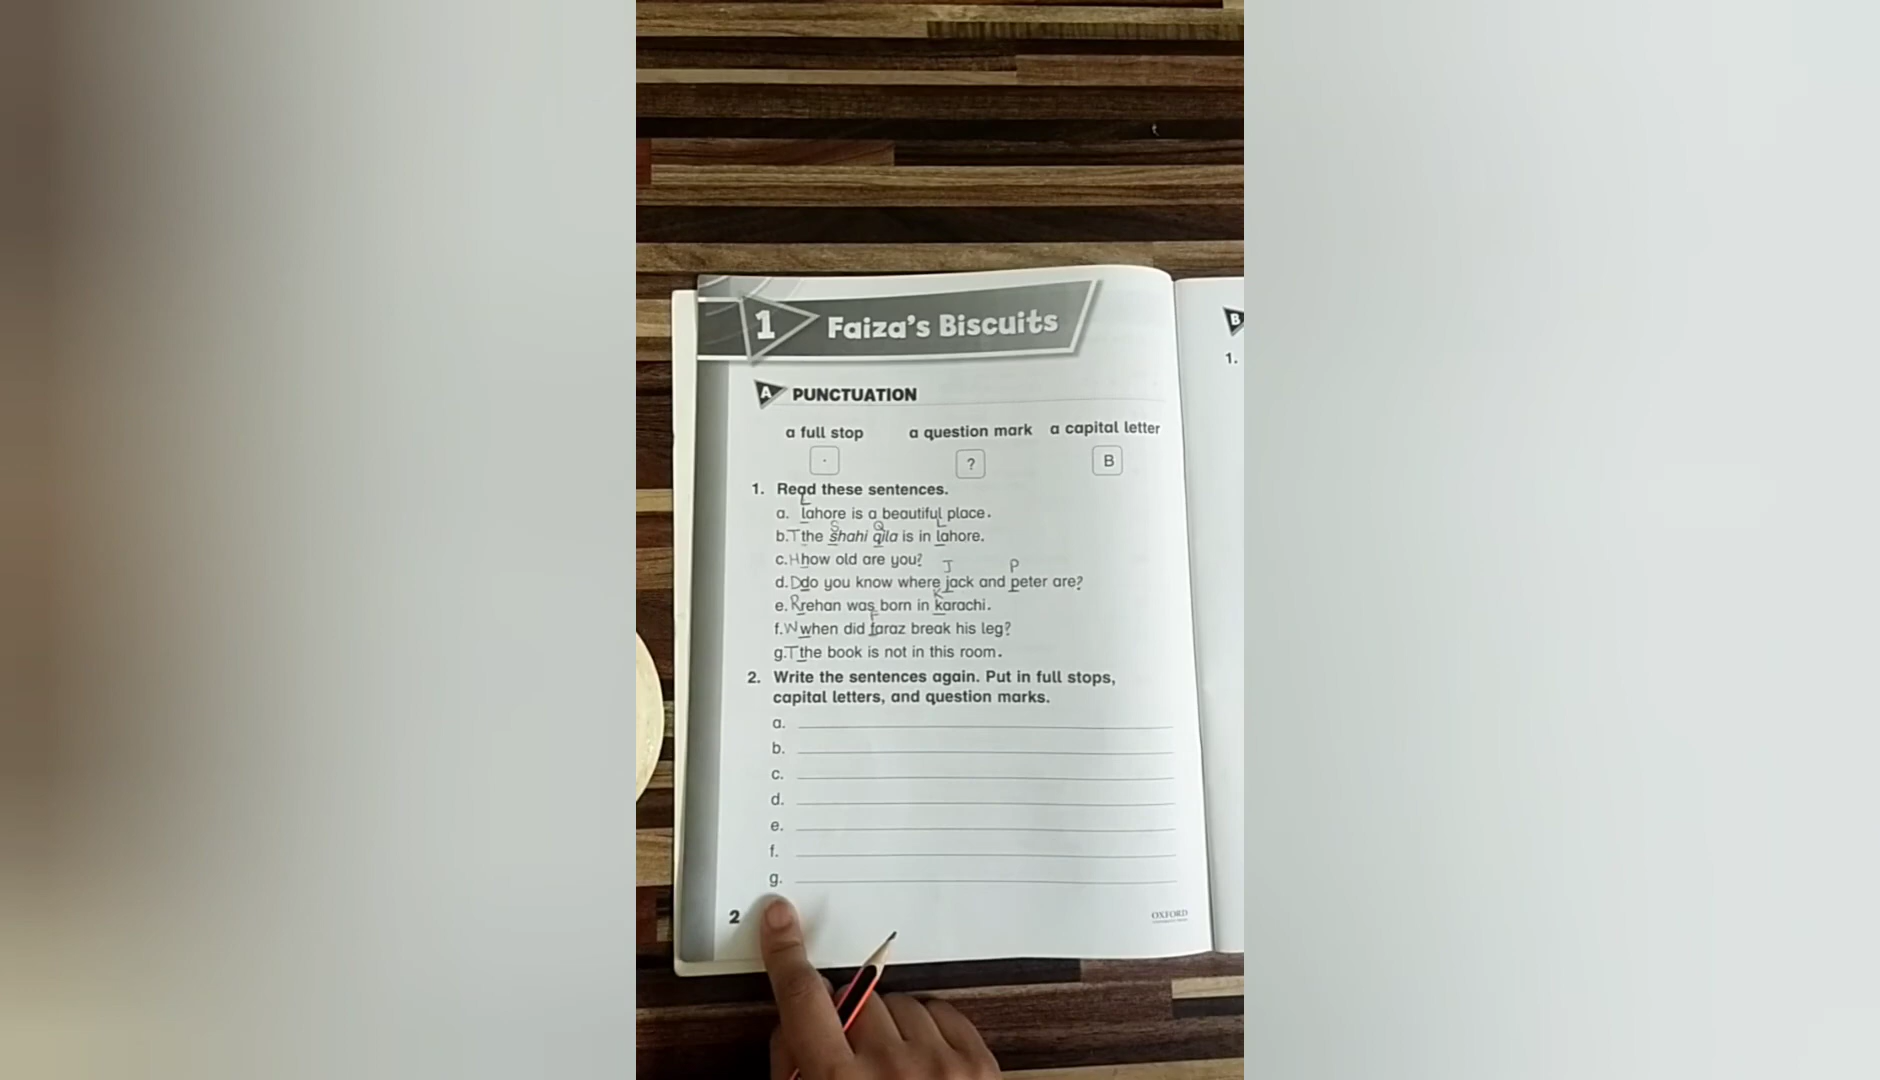 1 Faiza's Biscuits
A PUNCTUATION
a full stop a question mark a capital letter
. ? B
1. Read these sentences.
L
a. lahore is a beautiful place.
S Q L
b.T the shahi qila is in lahore.
c.H how old are you?
J P
d.D do you know where jack and peter are?
K
e.R rehan was born in karachi.
F
f.W when did faraz break his leg?
g.T the book is not in this room.
2. Write the sentences again. Put in full stops,
capital letters, and question marks.
a.
b.
c.
d.
e.
f.
g.
2
OXFORD
B
1.